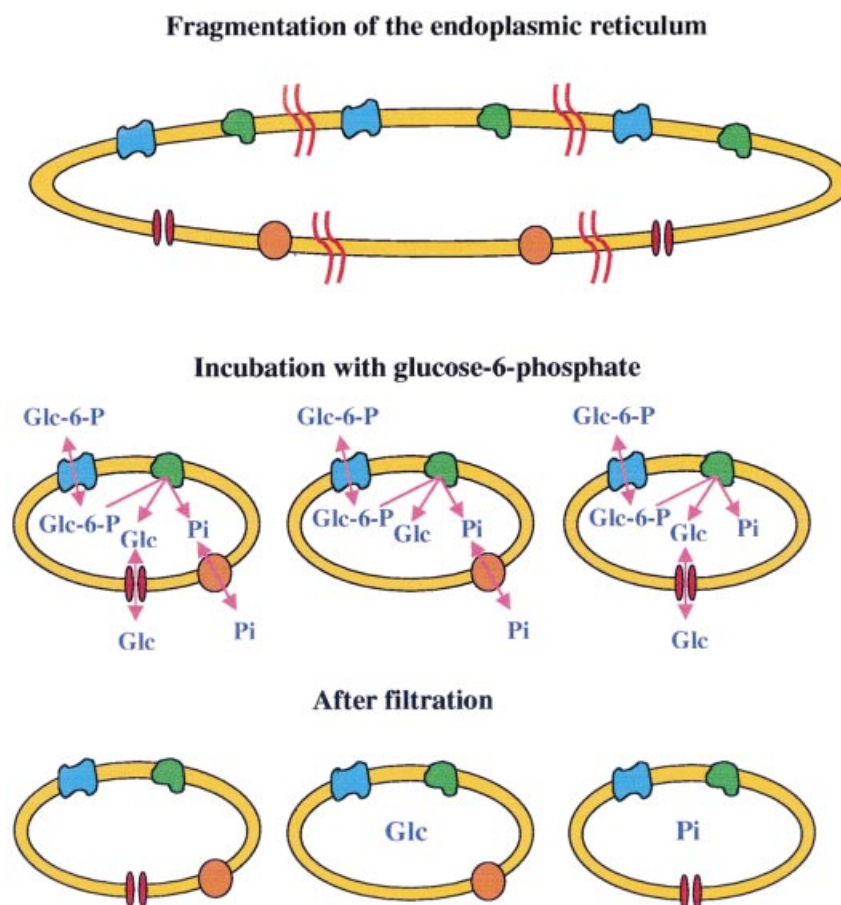 Fragmentation of the endoplasmic reticulum
Incubation with glucose-6-phosphate
Glc-6-P
Glc-6-P
Glc
Pi
Glc
Pi
Glc-6-P
Glc-6-P
Glc
Pi
Pi
Glc-6-P
Glc-6-P
Glc
Pi
Glc
After filtration
Glc
Pi